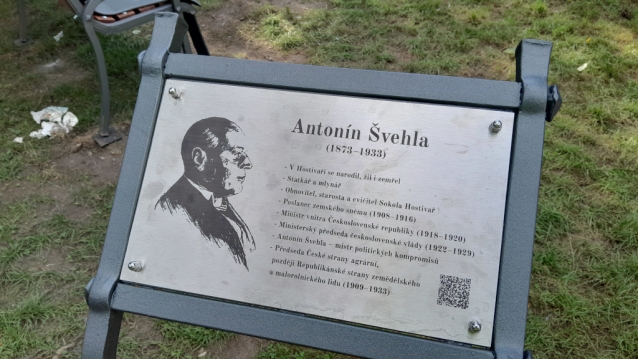 Antonín Švehla
(1873–1933)
- V Hostivaři se narodil, žil i zemřel
- Statkář a mlynář
- Obnovitel, starosta a cvičitel Sokola Hostivař
- Poslanec zemského sněmu (1908–1916)
- Ministr vnitra Československé republiky (1918–1920)
- Ministerský předseda československé vlády (1922–1929)
- Antonín Švehla – mistr politických kompromisů
- Předseda České strany agrární,
později Republikánské strany zemědělského
a malorolnického lidu (1909–1933)